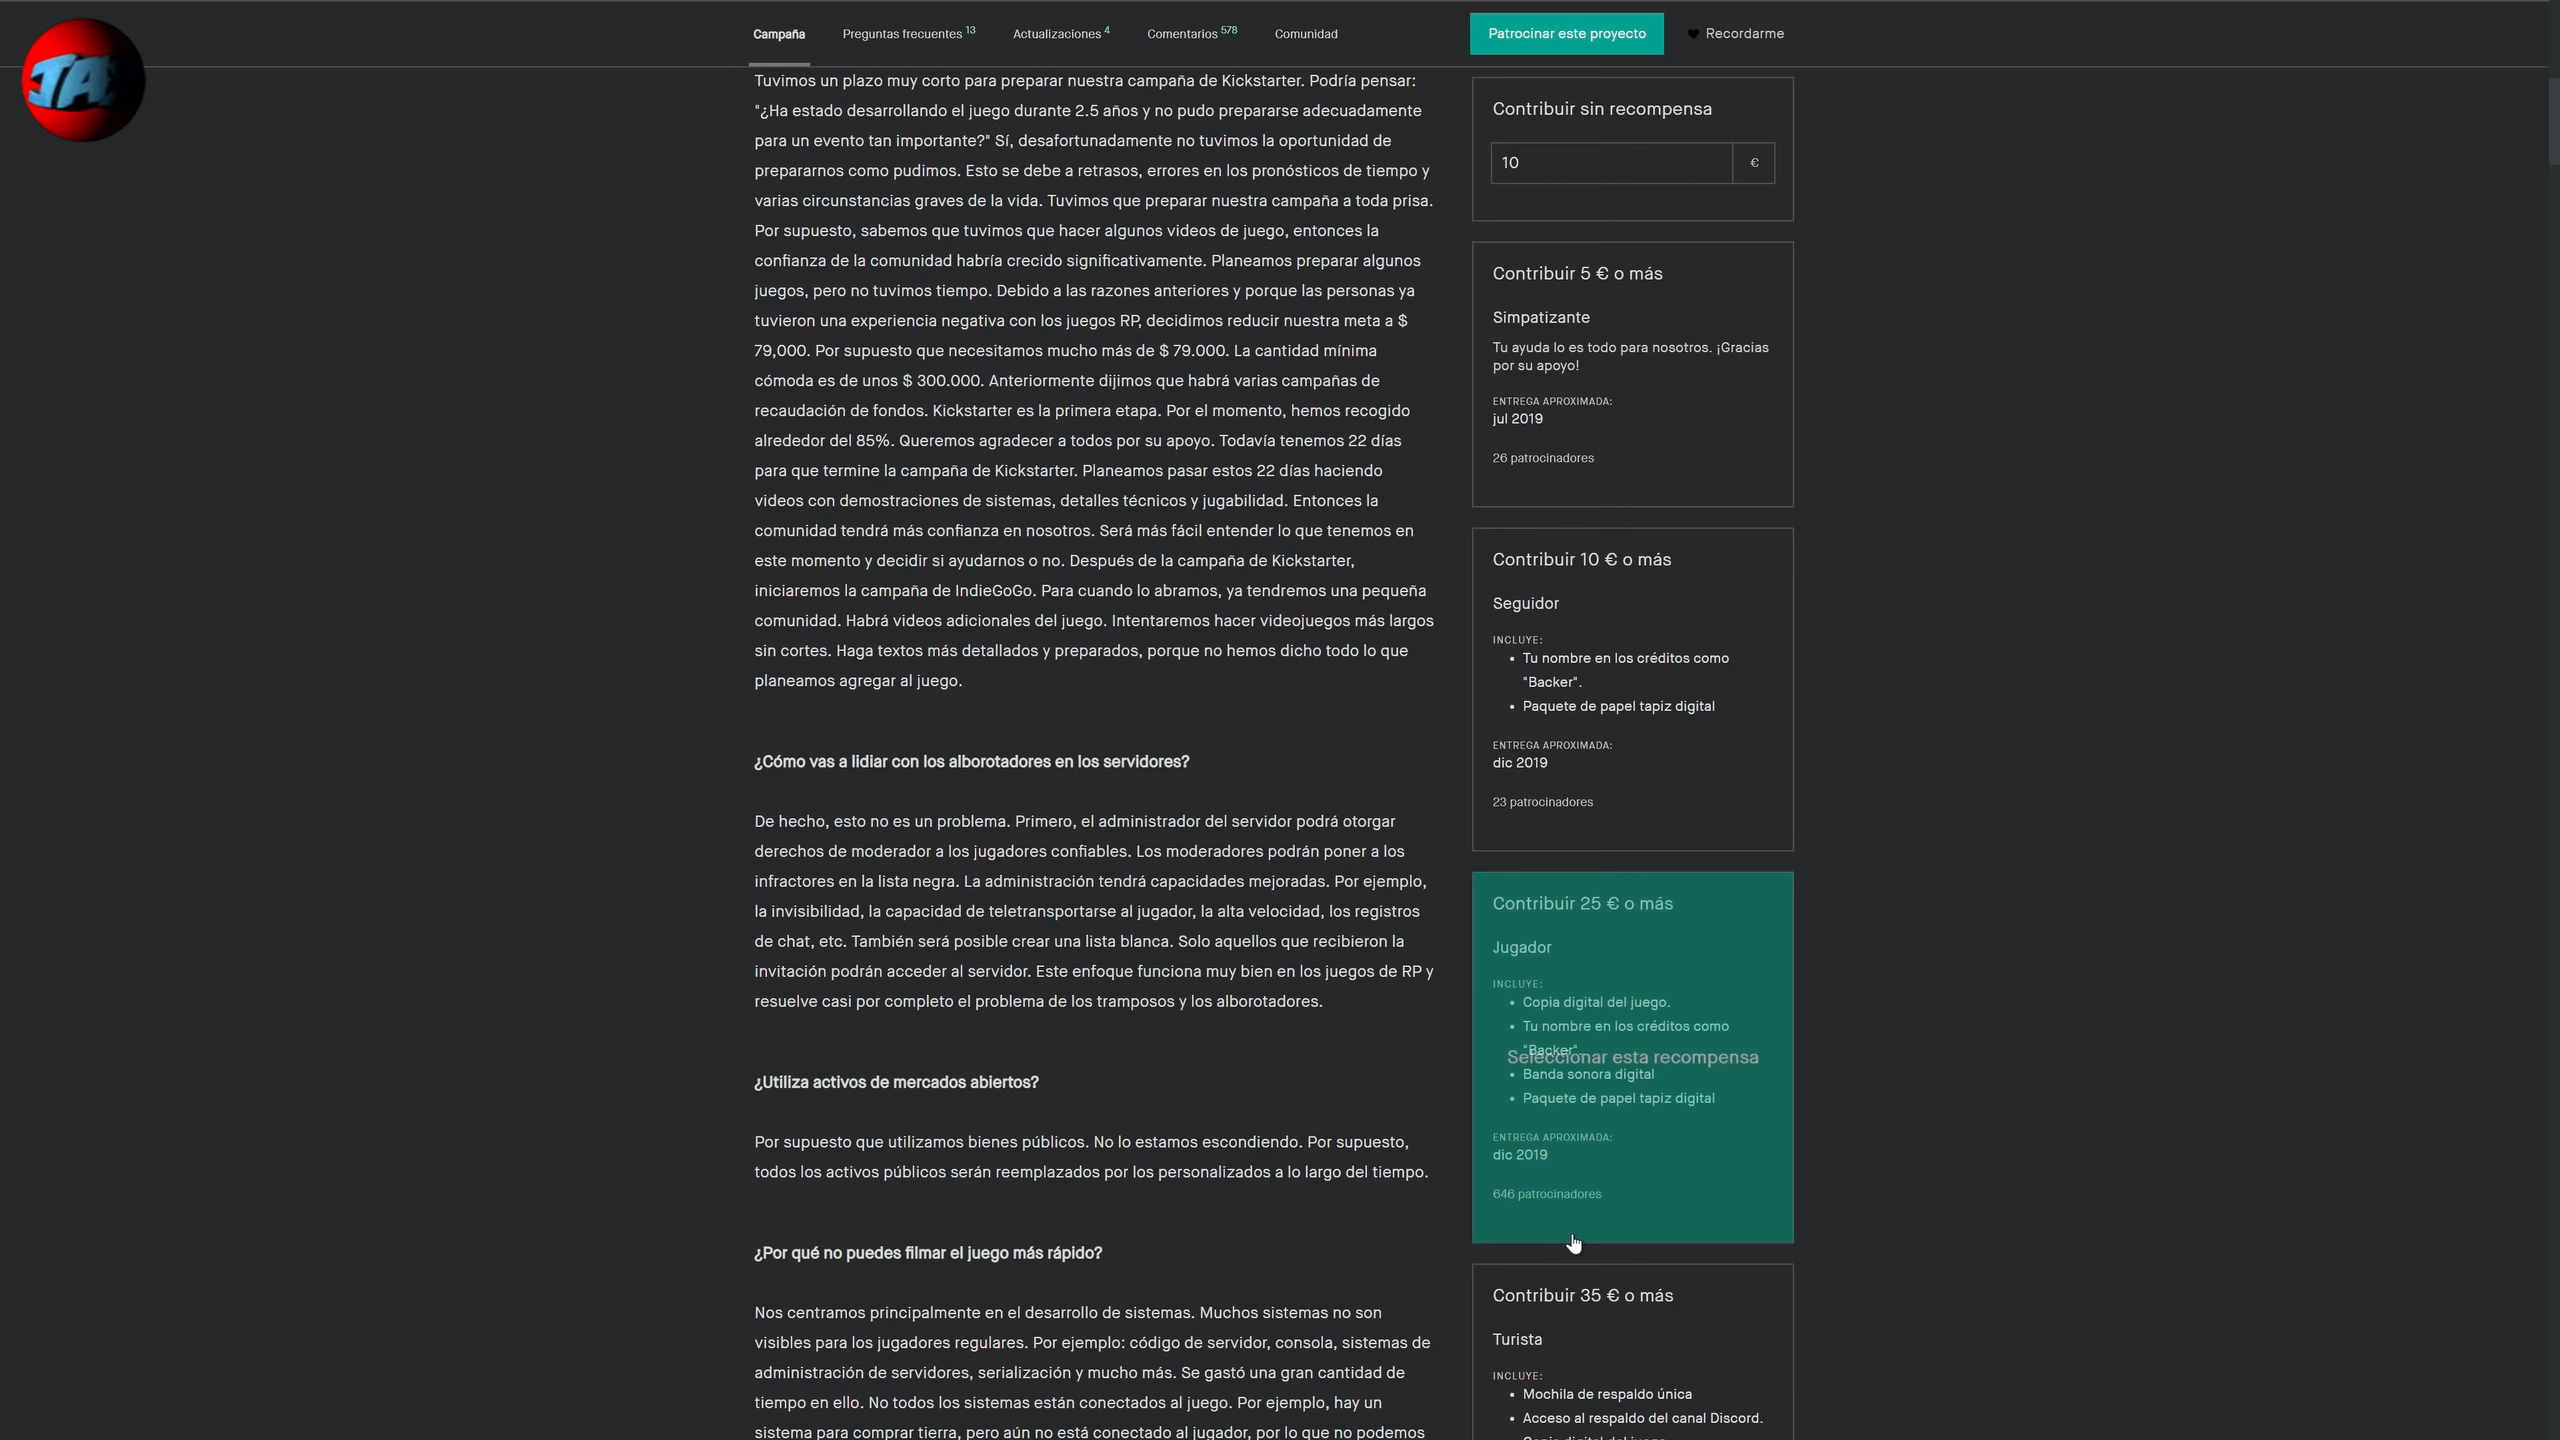 JA
Campaña
Preguntas frecuentes 13
Actualizaciones 4
Comentarios 578
Comunidad
Patrocinar este proyecto
Recordarme
Tuvimos un plazo muy corto para preparar nuestra campaña de Kickstarter. Podría pensar:
"¿Ha estado desarrollando el juego durante 2.5 años y no pudo prepararse adecuadamente
para un evento tan importante?" Sí, desafortunadamente no tuvimos la oportunidad de
prepararnos como pudimos. Esto se debe a retrasos, errores en los pronósticos de tiempo y
varias circunstancias graves de la vida. Tuvimos que preparar nuestra campaña a toda prisa.
Por supuesto, sabemos que tuvimos que hacer algunos videos de juego, entonces la
confianza de la comunidad habría crecido significativamente. Planeamos preparar algunos
juegos, pero no tuvimos tiempo. Debido a las razones anteriores y porque las personas ya
tuvieron una experiencia negativa con los juegos RP, decidimos reducir nuestra meta a $
79,000. Por supuesto que necesitamos mucho más de $ 79.000. La cantidad mínima
cómoda es de unos $ 300.000. Anteriormente dijimos que habrá varias campañas de
recaudación de fondos. Kickstarter es la primera etapa. Por el momento, hemos recogido
alrededor del 85%. Queremos agradecer a todos por su apoyo. Todavía tenemos 22 días
para que termine la campaña de Kickstarter. Planeamos pasar estos 22 días haciendo
videos con demostraciones de sistemas, detalles técnicos y jugabilidad. Entonces la
comunidad tendrá más confianza en nosotros. Será más fácil entender lo que tenemos en
este momento y decidir si ayudarnos o no. Después de la campaña de Kickstarter,
iniciaremos la campaña de IndieGoGo. Para cuando lo abramos, ya tendremos una pequeña
comunidad. Habrá videos adicionales del juego. Intentaremos hacer videojuegos más largos
sin cortes. Haga textos más detallados y preparados, porque no hemos dicho todo lo que
planeamos agregar al juego.
¿Cómo vas a lidiar con los alborotadores en los servidores?
De hecho, esto no es un problema. Primero, el administrador del servidor podrá otorgar
derechos de moderador a los jugadores confiables. Los moderadores podrán poner a los
infractores en la lista negra. La administración tendrá capacidades mejoradas. Por ejemplo,
la invisibilidad, la capacidad de teletransportarse al jugador, la alta velocidad, los registros
de chat, etc. También será posible crear una lista blanca. Solo aquellos que recibieron la
invitación podrán acceder al servidor. Este enfoque funciona muy bien en los juegos de RP y
resuelve casi por completo el problema de los tramposos y los alborotadores.
¿Utiliza activos de mercados abiertos?
Por supuesto que utilizamos bienes públicos. No lo estamos escondiendo. Por supuesto,
todos los activos públicos serán reemplazados por los personalizados a lo largo del tiempo.
¿Por qué no puedes filmar el juego más rápido?
Nos centramos principalmente en el desarrollo de sistemas. Muchos sistemas no son
visibles para los jugadores regulares. Por ejemplo: código de servidor, consola, sistemas de
administración de servidores, serialización y mucho más. Se gastó una gran cantidad de
tiempo en ello. No todos los sistemas están conectados al juego. Por ejemplo, hay un
sistema para comprar tierra, pero aún no está conectado al jugador, por lo que no podemos
Contribuir sin recompensa
10 €
Contribuir 5 € o más
Simpatizante
Tu ayuda lo es todo para nosotros. ¡Gracias
por su apoyo!
ENTREGA APROXIMADA:
jul 2019
26 patrocinadores
Contribuir 10 € o más
Seguidor
INCLUYE:
• Tu nombre en los créditos como
"Backer".
• Paquete de papel tapiz digital
ENTREGA APROXIMADA:
dic 2019
23 patrocinadores
Contribuir 25 € o más
Jugador
INCLUYE:
• Copia digital del juego.
• Tu nombre en los créditos como
"Backer"
Seleccionar esta recompensa
• Banda sonora digital
• Paquete de papel tapiz digital
ENTREGA APROXIMADA:
dic 2019
646 patrocinadores
Contribuir 35 € o más
Turista
INCLUYE:
• Mochila de respaldo única
• Acceso al respaldo del canal Discord.